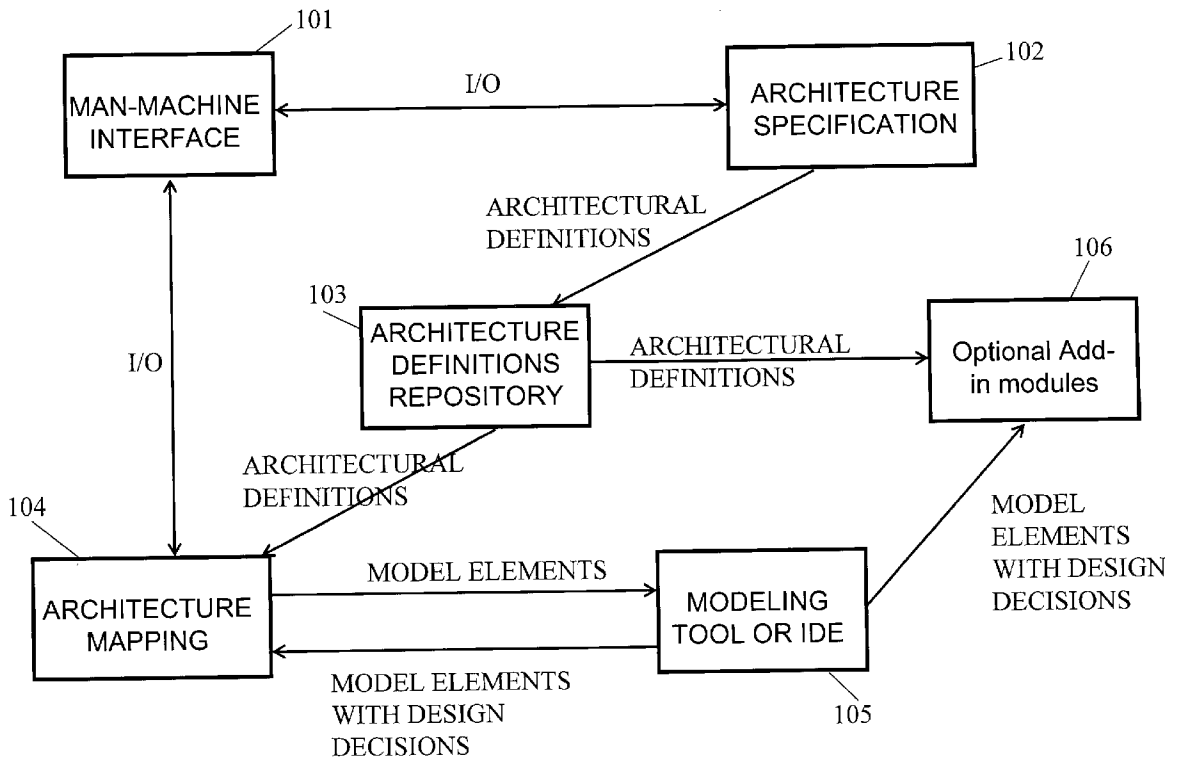 101
MAN-MACHINE
INTERFACE
I/O
102
ARCHITECTURE
SPECIFICATION
ARCHITECTURAL
DEFINITIONS
I/O
103
ARCHITECTURE
DEFINITIONS
REPOSITORY
ARCHITECTURAL
DEFINITIONS
106
Optional Add-
in modules
ARCHITECTURAL
DEFINITIONS
104
ARCHITECTURE
MAPPING
MODEL ELEMENTS
MODEL ELEMENTS
WITH DESIGN
DECISIONS
MODELING
TOOL OR IDE
105
MODEL
ELEMENTS
WITH DESIGN
DECISIONS